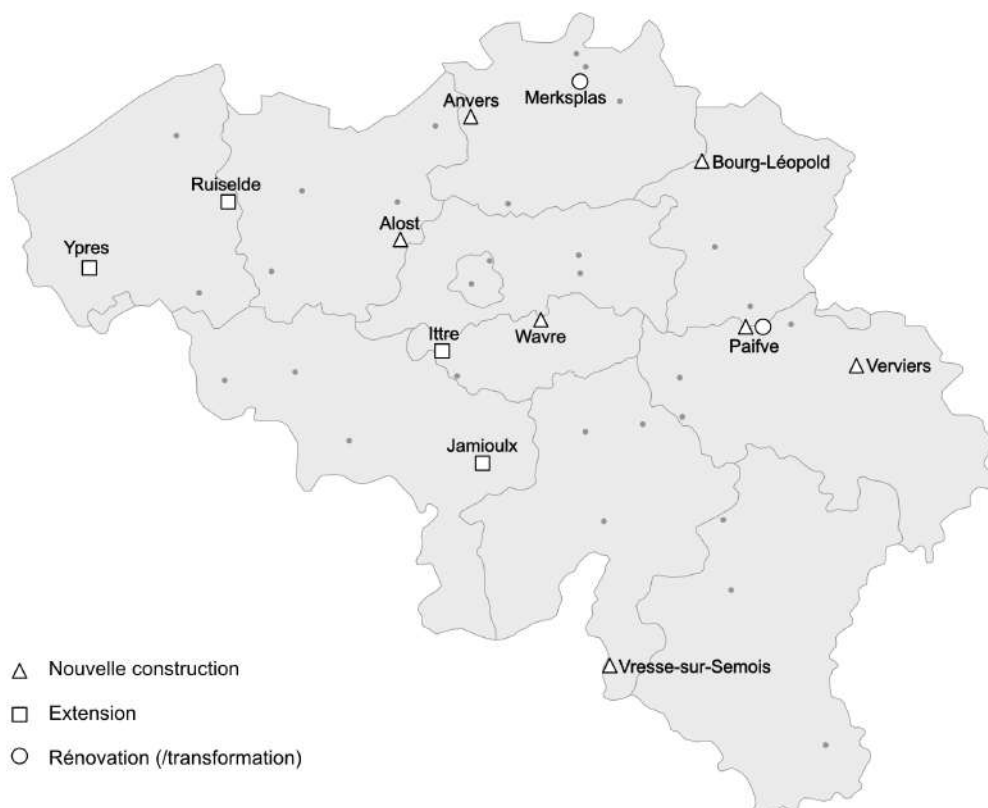 Anvers
Merksplas
Bourg-Léopold
Ruiselde
Alost
Ypres
Ittre
Wavre
Paifve
Verviers
Jamioulx
Vresse-sur-Semois
Nouvelle construction
Extension
Rénovation (/transformation)